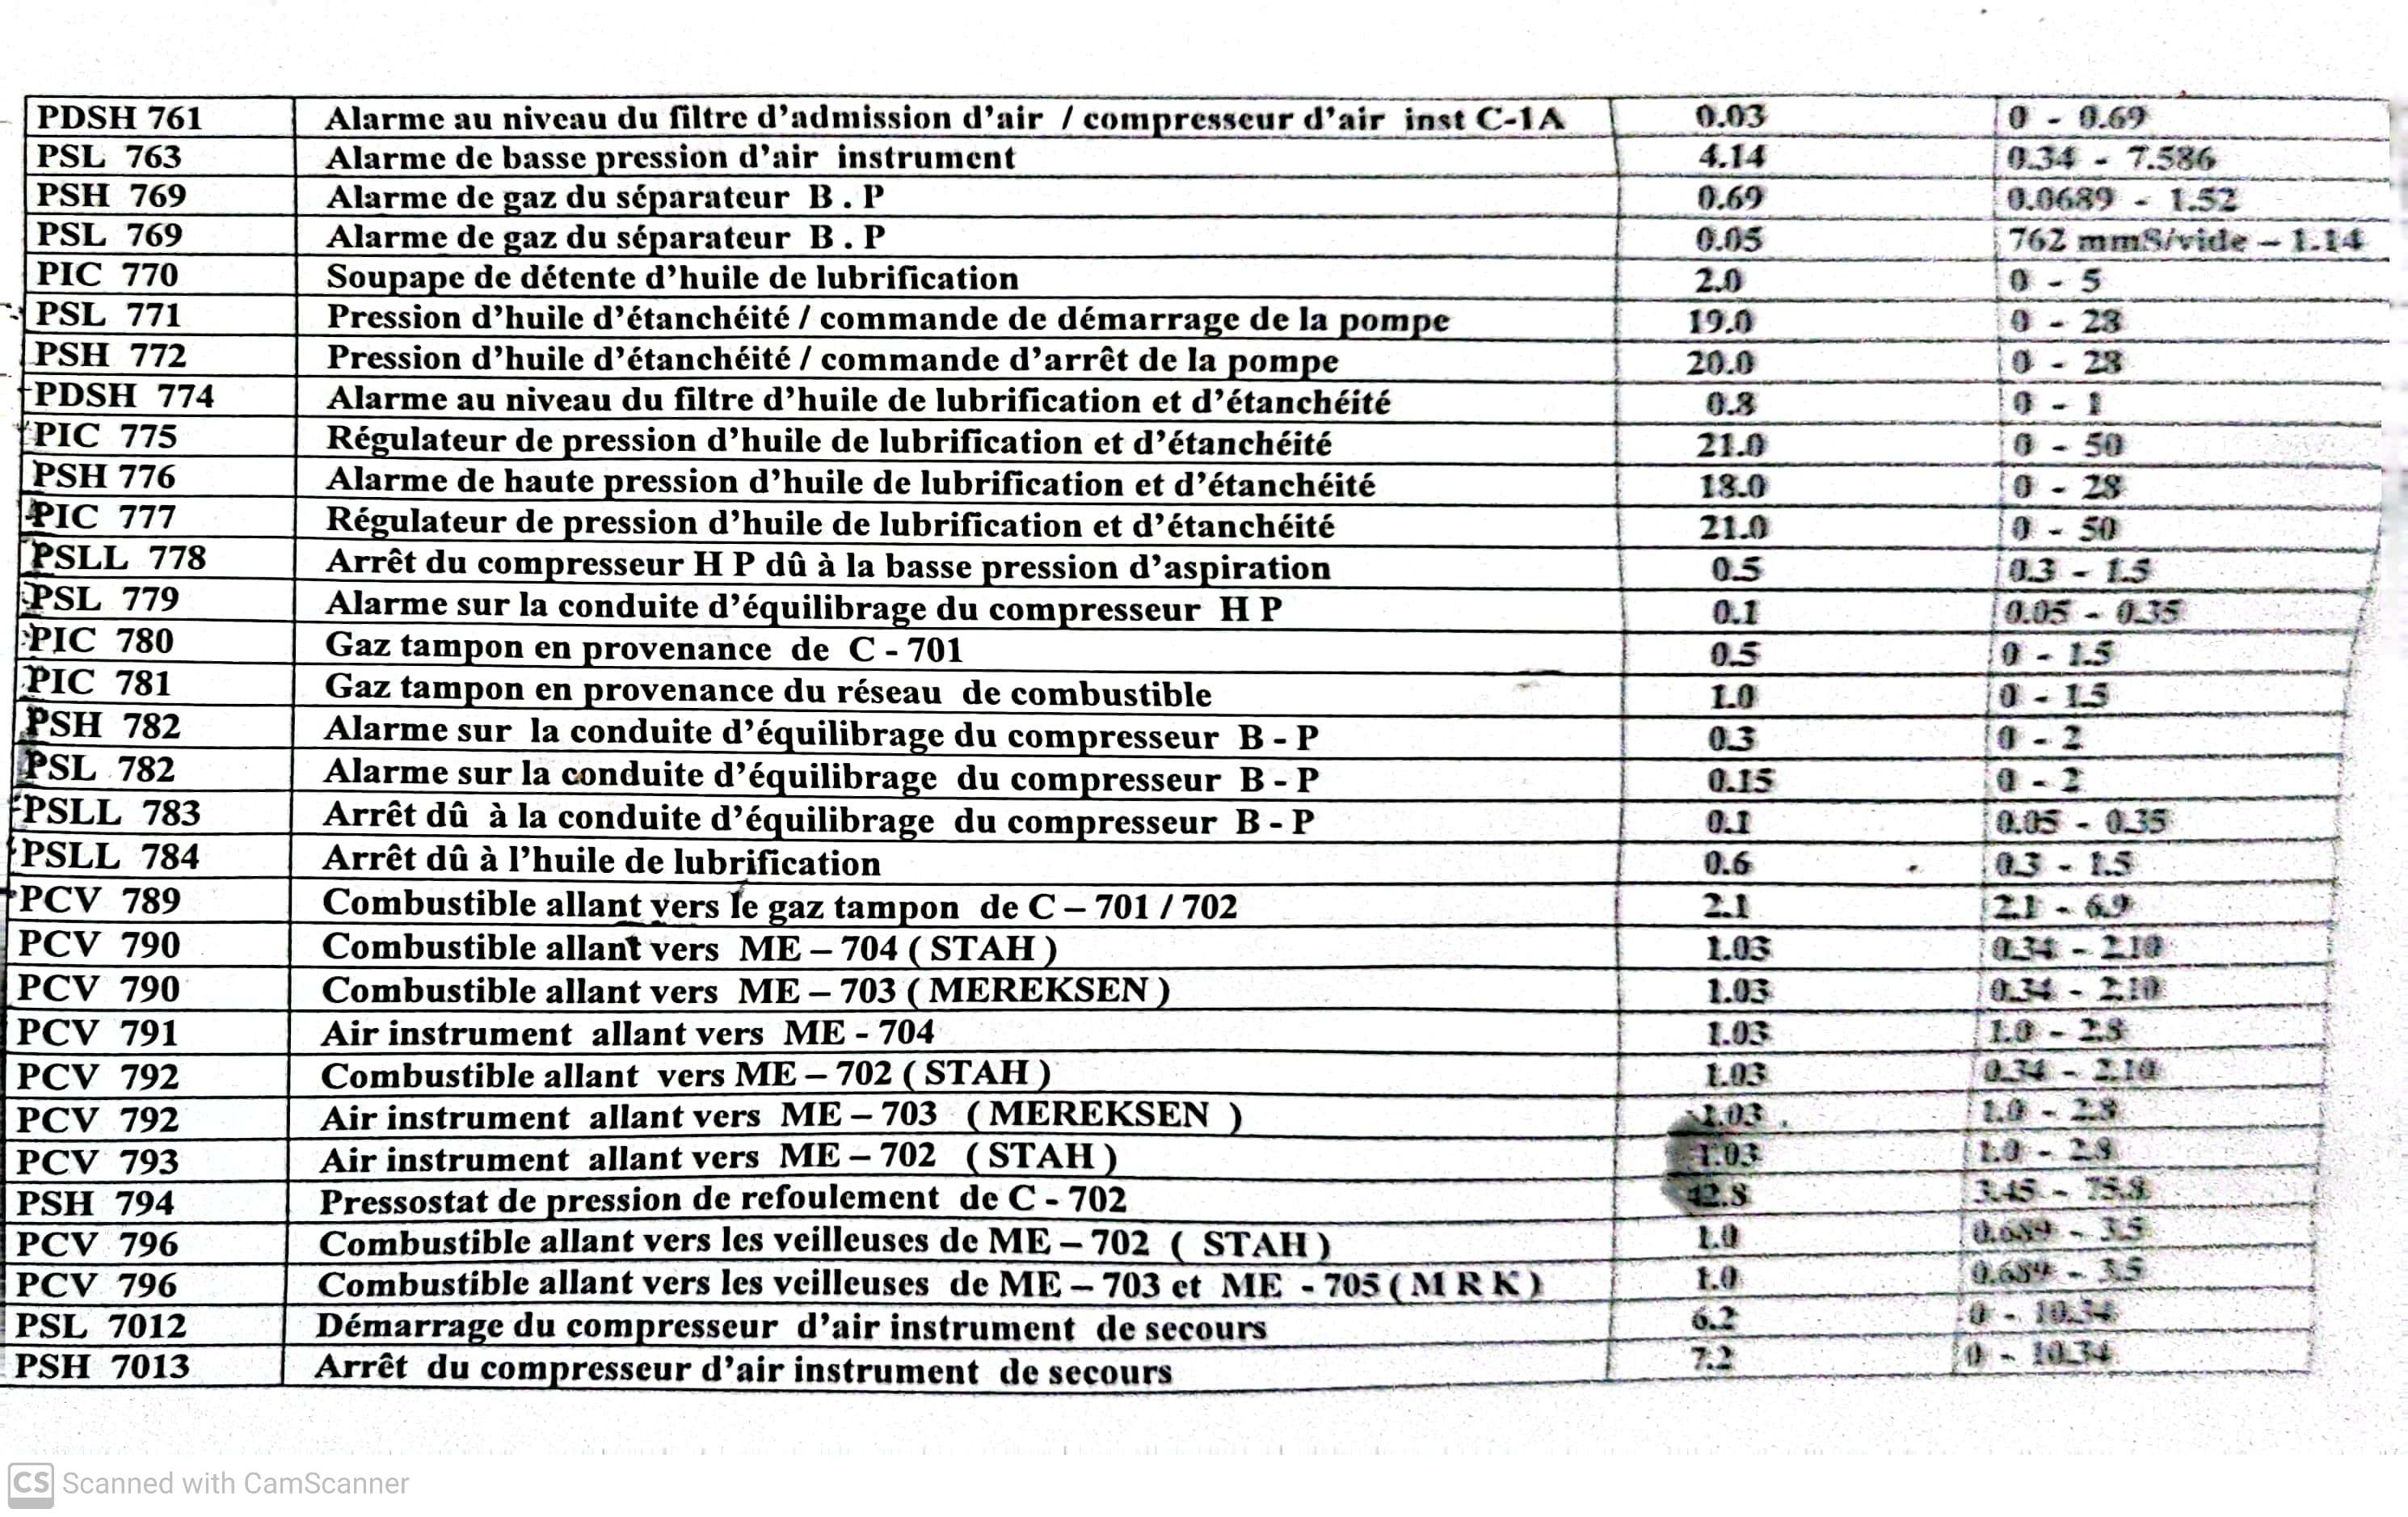 PDSH 761 Alarme au niveau du filtre d'admission d'air / compresseur d'air inst C-1A 0.03 0 - 0.69
PSL 763 Alarme de basse pression d'air instrument 4.14 0.34 - 7.586
PSH 769 Alarme de gaz du séparateur B . P 0.69 0.0689 - 1.52
PSL 769 Alarme de gaz du séparateur B . P 0.05 762 mmS/vide – 1.14
PIC 770 Soupape de détente d'huile de lubrification 2.0 0 - 5
PSL 771 Pression d'huile d'étanchéité / commande de démarrage de la pompe 19.0 0 - 28
PSH 772 Pression d'huile d'étanchéité / commande d'arrêt de la pompe 20.0 0 - 28
PDSH 774 Alarme au niveau du filtre d'huile de lubrification et d'étanchéité 0.8 0 - 1
PIC 775 Régulateur de pression d'huile de lubrification et d'étanchéité 21.0 0 - 50
PSH 776 Alarme de haute pression d'huile de lubrification et d'étanchéité 18.0 0 - 28
PIC 777 Régulateur de pression d'huile de lubrification et d'étanchéité 21.0 0 - 50
PSLL 778 Arrêt du compresseur H P dû à la basse pression d'aspiration 0.5 0.3 - 1.5
PSL 779 Alarme sur la conduite d'équilibrage du compresseur H P 0.1 0.05 - 0.35
PIC 780 Gaz tampon en provenance de C - 701 0.5 0 - 1.5
PIC 781 Gaz tampon en provenance du réseau de combustible 1.0 0 - 1.5
PSH 782 Alarme sur la conduite d'équilibrage du compresseur B - P 0.3 0 - 2
PSL 782 Alarme sur la conduite d'équilibrage du compresseur B - P 0.15 0 - 2
PSLL 783 Arrêt dû à la conduite d'équilibrage du compresseur B - P 0.1 0.05 - 0.35
PSLL 784 Arrêt dû à l'huile de lubrification 0.6 0.3 - 1.5
PCV 789 Combustible allant vers le gaz tampon de C – 701 / 702 2.1 2.1 - 6.9
PCV 790 Combustible allant vers ME – 704 ( STAH ) 1.03 0.34 - 2.10
PCV 790 Combustible allant vers ME – 703 ( MEREKSEN ) 1.03 0.34 - 2.10
PCV 791 Air instrument allant vers ME - 704 1.03 1.0 - 2.8
PCV 792 Combustible allant vers ME – 702 ( STAH ) 1.03 0.34 - 2.10
PCV 792 Air instrument allant vers ME – 703 ( MEREKSEN ) 1.03 1.0 - 2.8
PCV 793 Air instrument allant vers ME – 702 ( STAH ) 1.03 1.0 - 2.8
PSH 794 Pressostat de pression de refoulement de C - 702 3.45 - 75.8
PCV 796 Combustible allant vers les veilleuses de ME – 702 ( STAH ) 1.0 0.689 - 3.5
PCV 796 Combustible allant vers les veilleuses de ME – 703 et ME - 705 ( M R K ) 1.0 0.689 - 3.5
PSL 7012 Démarrage du compresseur d'air instrument de secours 6.2 0 - 10.34
PSH 7013 Arrêt du compresseur d'air instrument de secours 7.2 0 - 10.34
CS Scanned with CamScanner